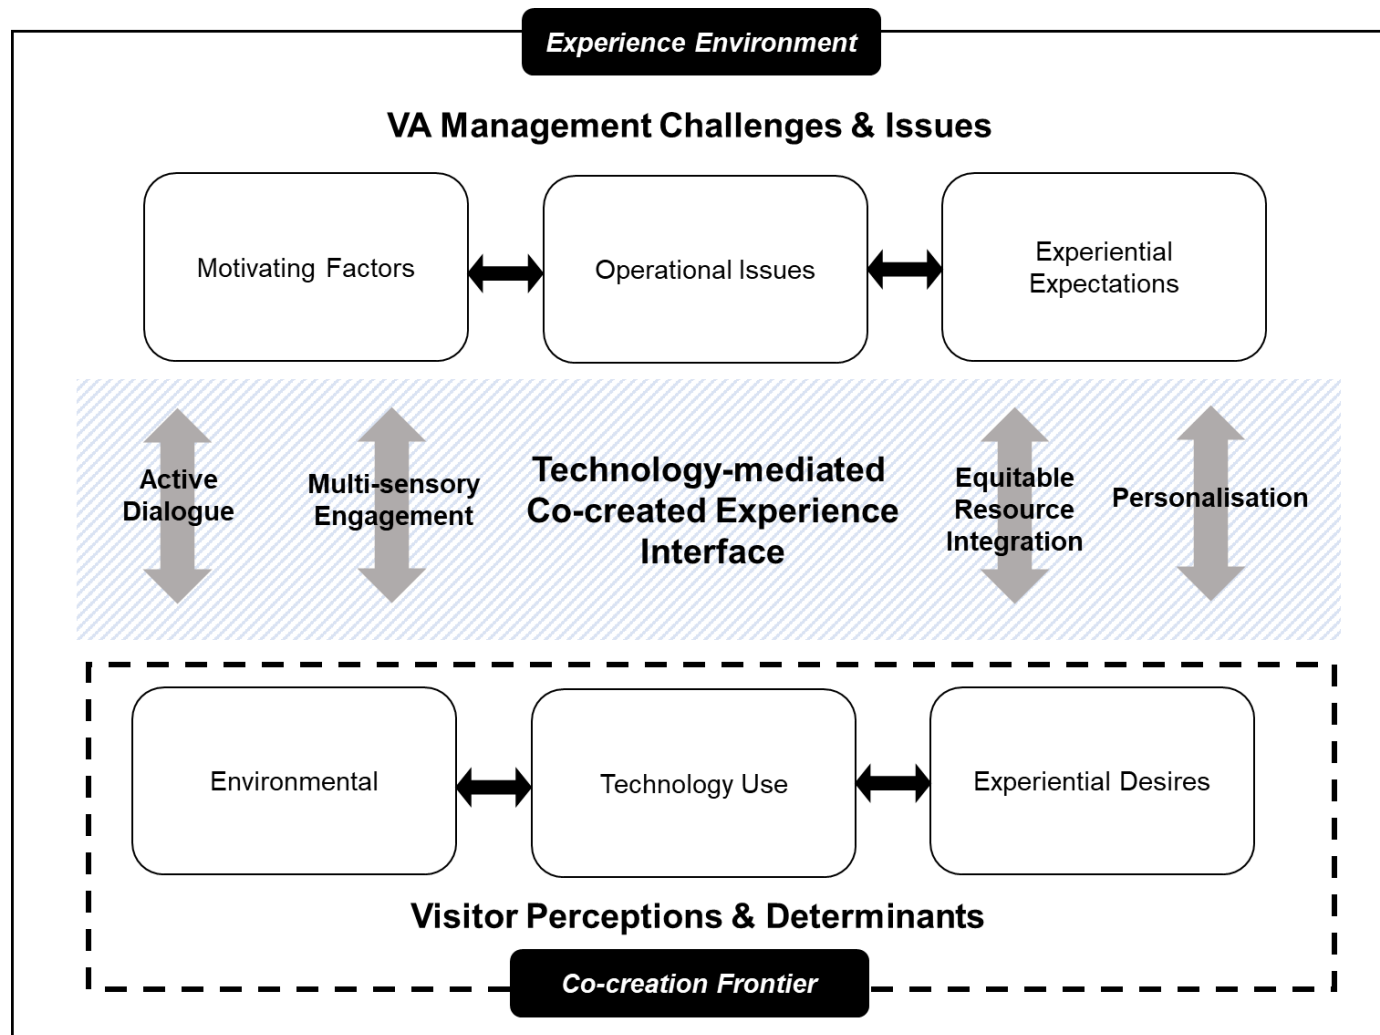 Experience Environment
VA Management Challenges & Issues
Motivating Factors
Operational Issues
Experiential
Expectations
Active
Dialogue
Multi-sensory
Engagement
Technology-mediated
Co-created Experience
Interface
Equitable
Resource
Integration
Personalisation
Environmental
Technology Use
Experiential Desires
Visitor Perceptions & Determinants
Co-creation Frontier